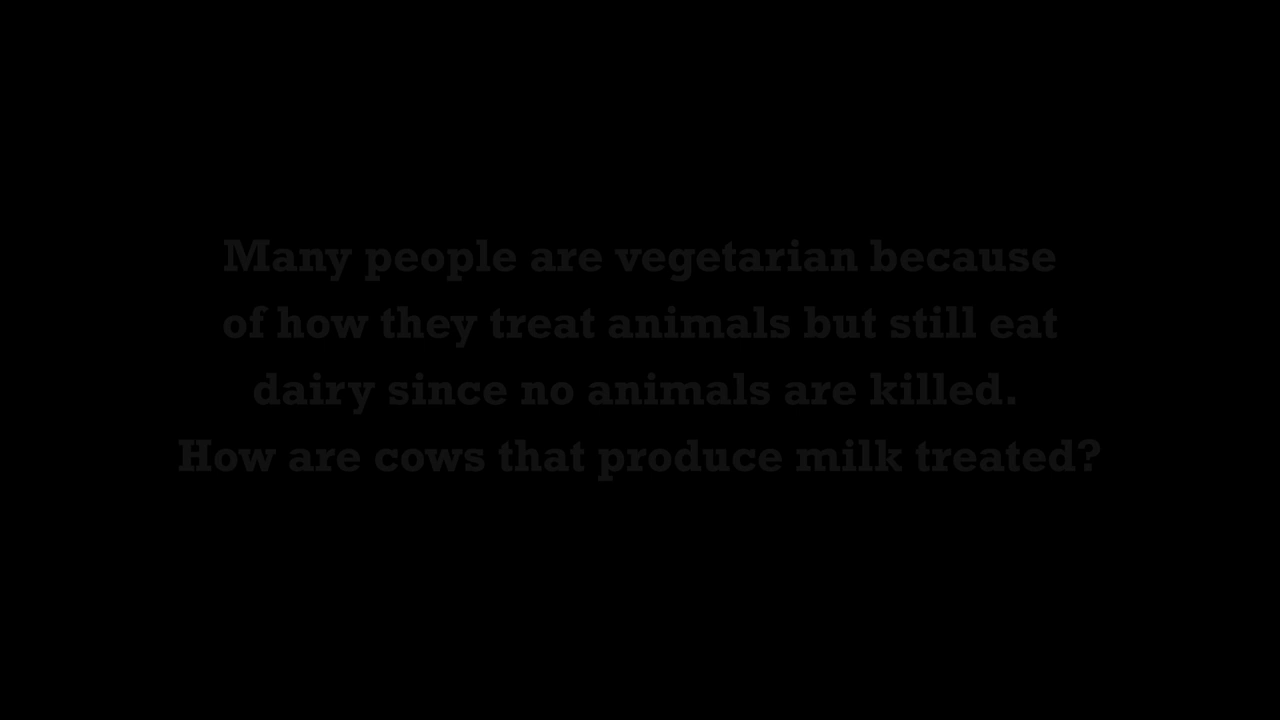 Many people are vegetarian because
of how they treat animals but still eat
dairy since no animals are killed.
How are cows that produce milk treated?